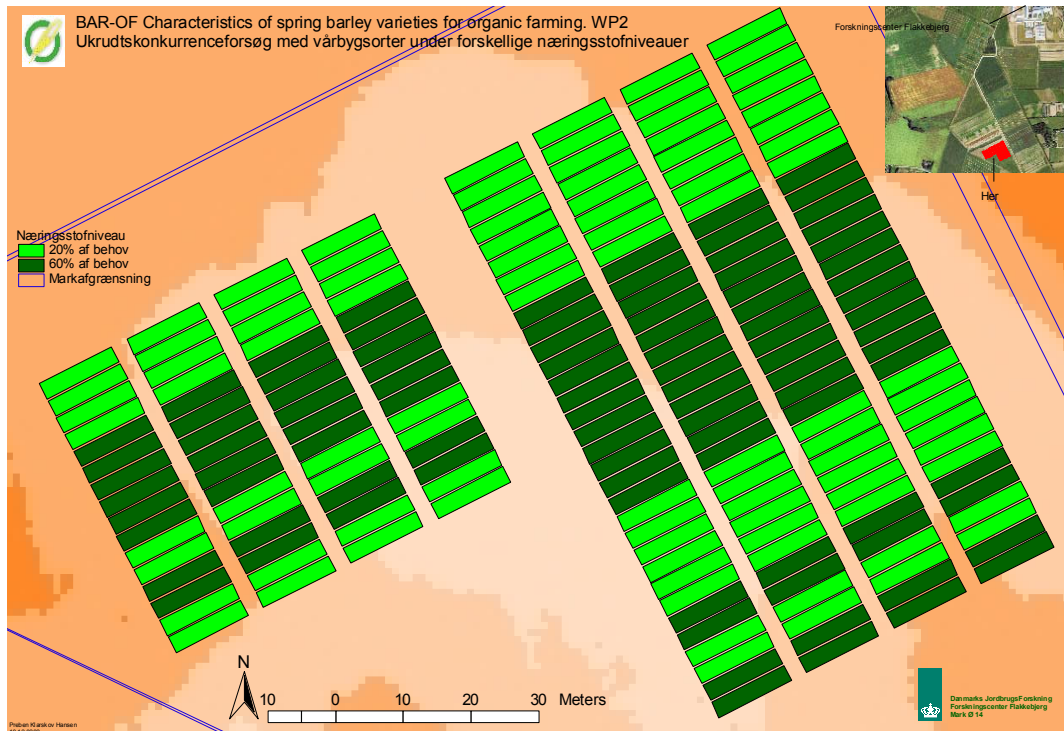 BAR-OF Characteristics of spring barley varieties for organic farming. WP2
Ukrudtskonkurrenceforsøg med vårbygsorter under forskellige næringsstofniveauer
Forskningscenter Flakkebjerg
Her
Næringsstofniveau
20% af behov
60% af behov
Markafgrænsning
N
10 0 10 20 30 Meters
Danmarks JordbrugsForskning
Forskningscenter Flakkebjerg
Mark Ø 14
Preben Klarskov Hansen